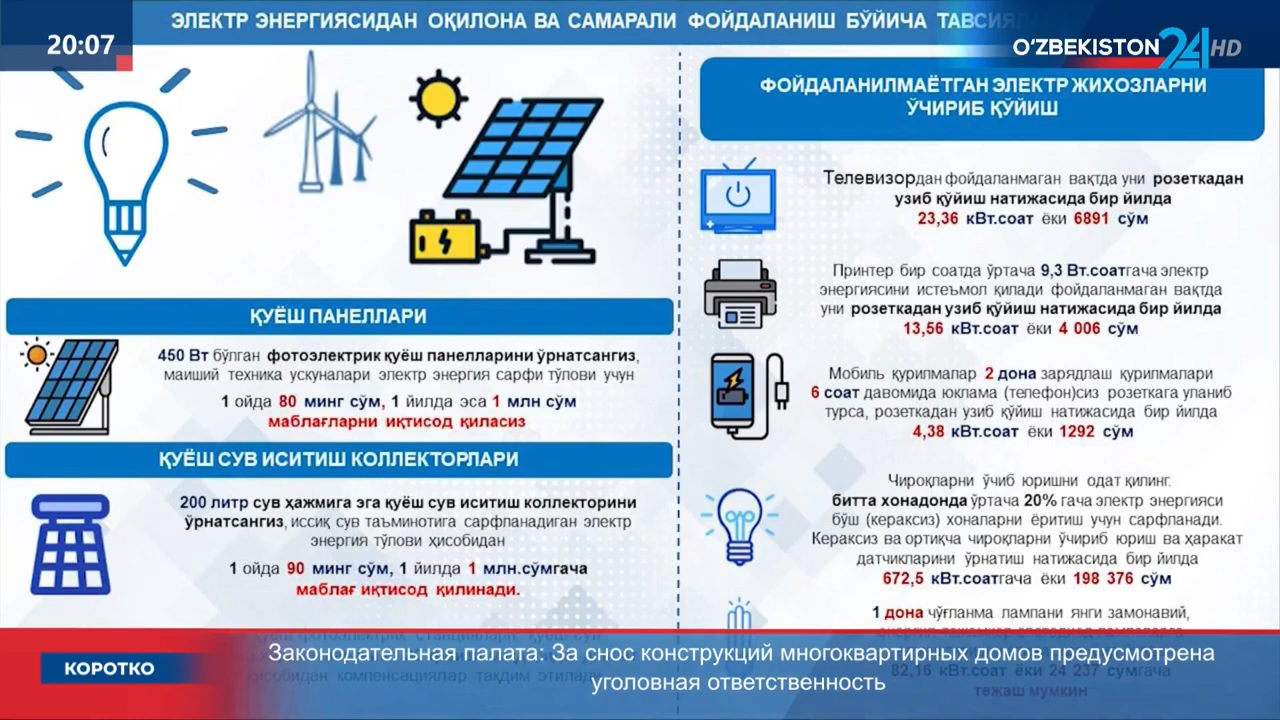 ЭЛЕКТР ЭНЕРГИЯСИДАН ОҚИЛОНА ВА САМАРАЛИ ФОЙДАЛАНИШ БЎЙИЧА
20:07
O'ZBEKISTON 24 HD
ҚУЁШ ПАНЕЛЛАРИ
450 Вт бўлган фотоэлектрик қуёш панелларини ўрнатсангиз,
маиший техника ускуналари электр энергия сарфи тўлови учун
1 ойда 80 минг сўм, 1 йилда эса 1 млн сўм
маблағларни иқтисод қиласиз
ҚУЁШ СУВ ИСИТИШ КОЛЛЕКТОРЛАРИ
200 литр сув ҳажмига эга қуёш сув иситиш коллекторини
ўрнатсангиз, иссиқ сув таъминотига сарфланадиган электр
энергия тўлови ҳисобидан
1 ойда 90 минг сўм, 1 йилда 1 млн.сўмгача
маблағ иқтисод қилинади.
ФОЙДАЛАНИЛМАЁТГАН ЭЛЕКТР ЖИХОЗЛАРНИ
ЎЧИРИБ ҚЎЙИШ
Телевизордан фойдаланмаган вақтда уни розеткадан
узиб қўйиш натижасида бир йилда
23,36 кВт.соат ёки 6891 сўм
Принтер бир соатда ўртача 9,3 Вт.соатгача электр
энергиясини истеъмол қилади фойдаланмаган вақтда
уни розеткадан узиб қўйиш натижасида бир йилда
13,56 кВт.соат ёки 4 006 сўм
Мобиль қурилмалар 2 дона зарядлаш қурилмалари
6 соат давомида юклама (телефон)сиз розеткага уланиб
турса, розеткадан узиб қўйиш натижасида бир йилда
4,38 кВт.соат ёки 1292 сўм
Чироқларни ўчиб юришни одат қилинг.
битта хонадонда ўртача 20% гача электр энергияси
бўш (кераксиз) хоналарни ёритиш учун сарфланади.
Кераксиз ва ортиқча чироқларни ўчириб юриш ва ҳаракат
датчикларини ўрнатиш натижасида бир йилда
672,5 кВт.соатгача ёки 198 376 сўм
1 дона чўғланма лампани янги замонавий,
82,16 кВт.соат ёки 24 237 сўмгача
тежаш мумкин
ҳисобидан компенсациялар тақдим этилади
КОРОТКО
Законодательная палата: За снос конструкций многоквартирных домов предусмотрена
уголовная ответственность